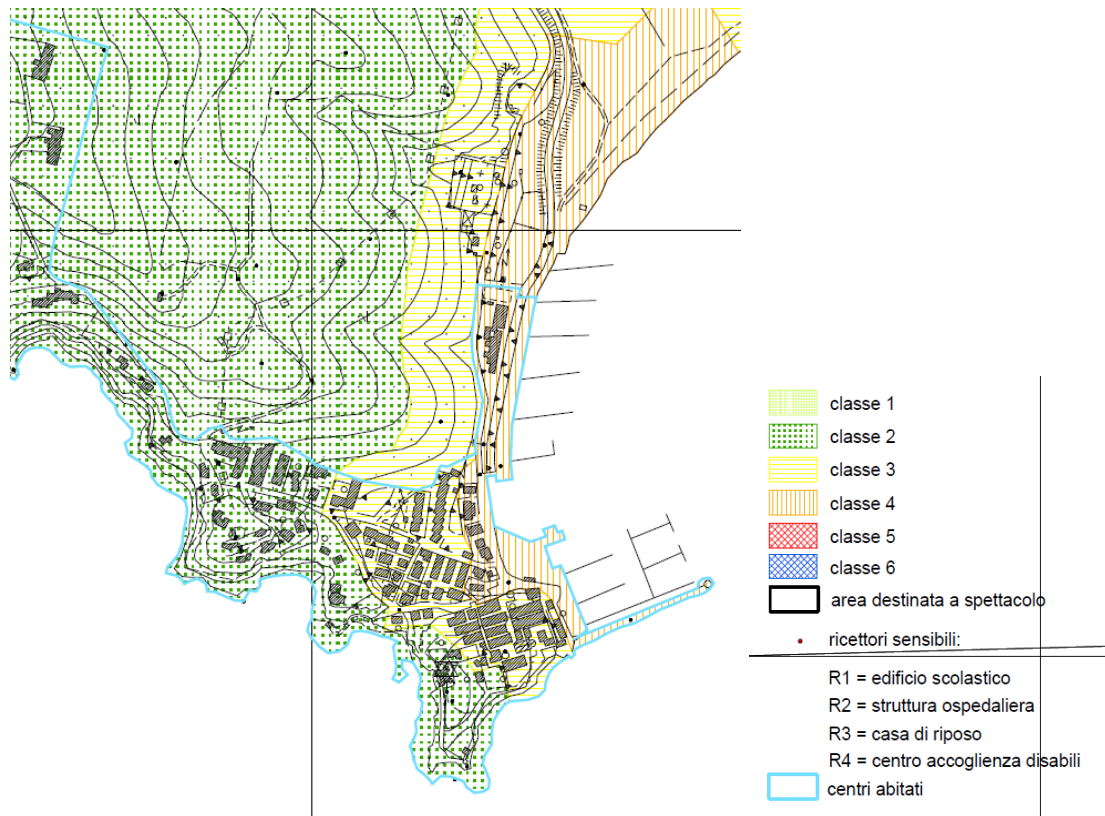 classe 1
classe 2
classe 3
classe 4
classe 5
classe 6
area destinata a spettacolo
ricettori sensibili:
R1 = edificio scolastico
R2 = struttura ospedaliera
R3 = casa di riposo
R4 = centro accoglienza disabili
centri abitati